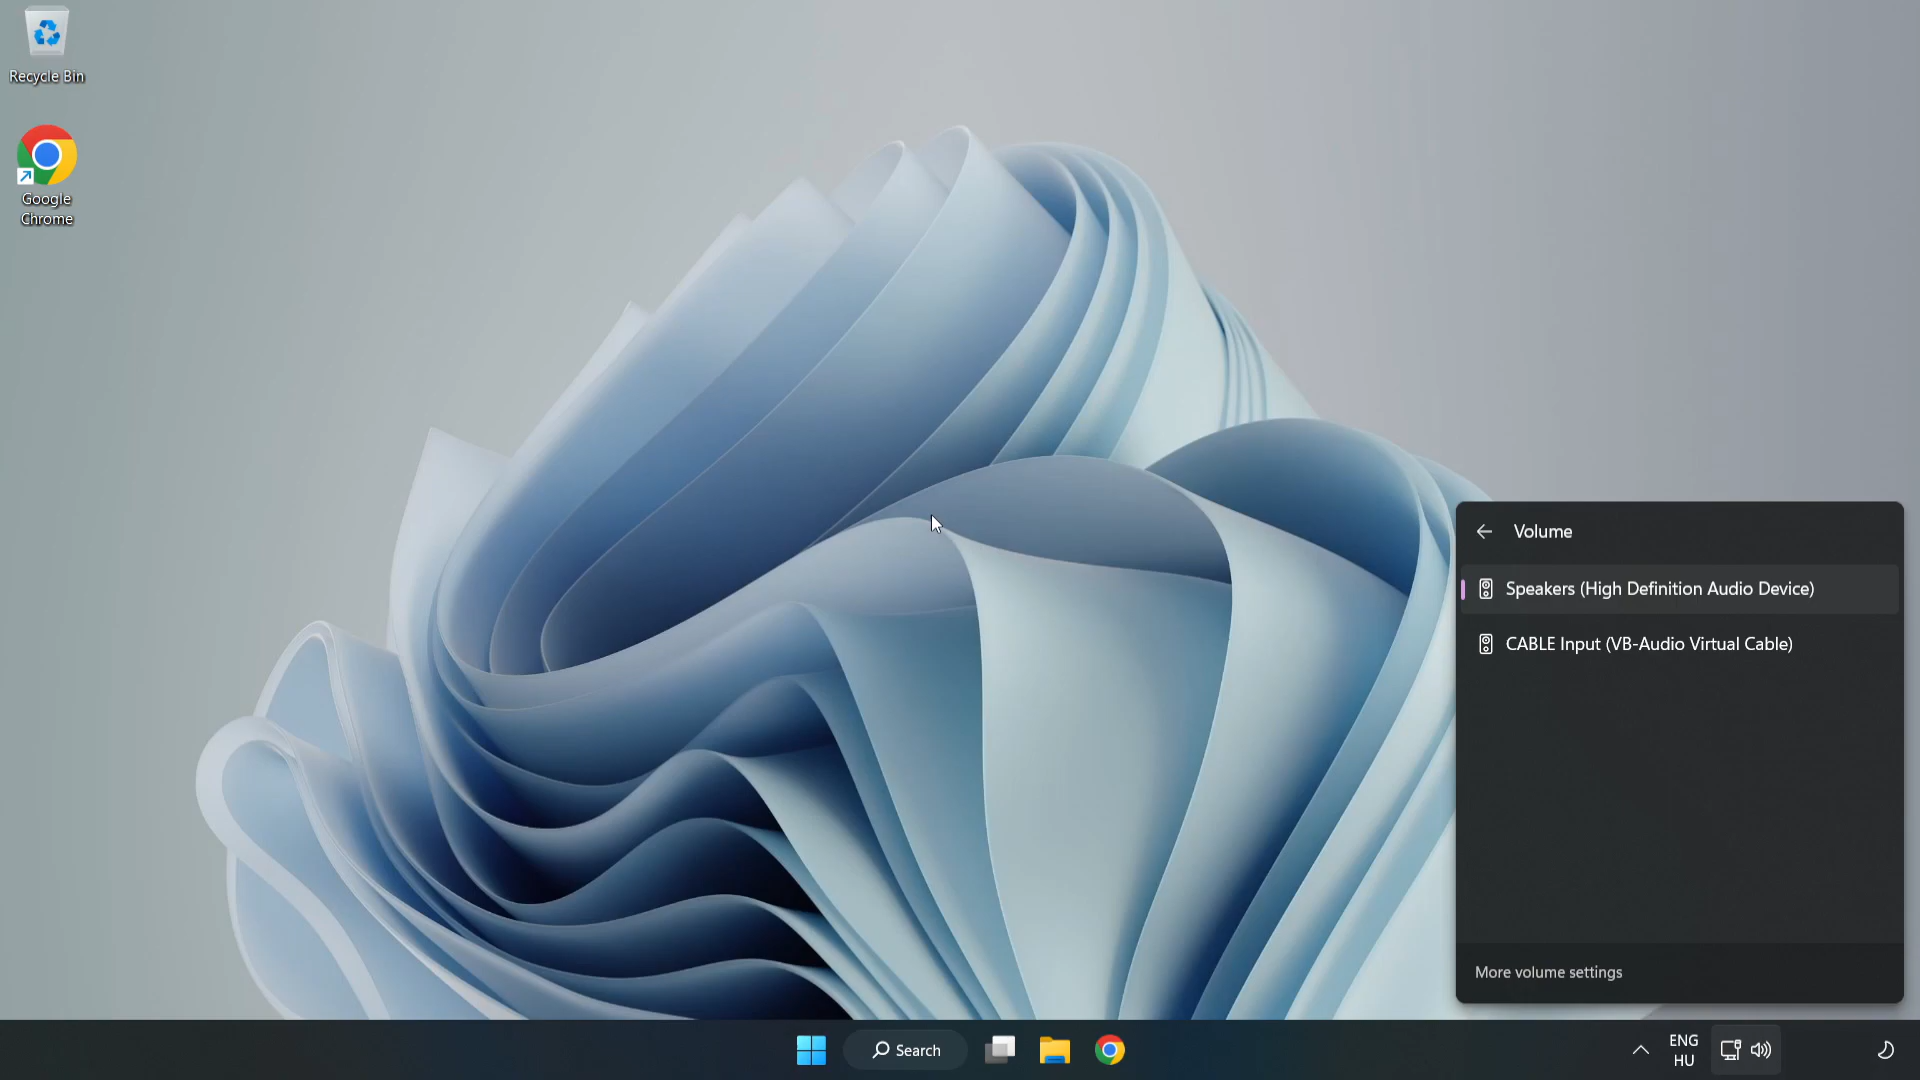 Recycle Bin
Google
Chrome
Volume
Speakers (High Definition Audio Device)
CABLE Input (VB-Audio Virtual Cable)
More volume settings
Search
ENG
HU